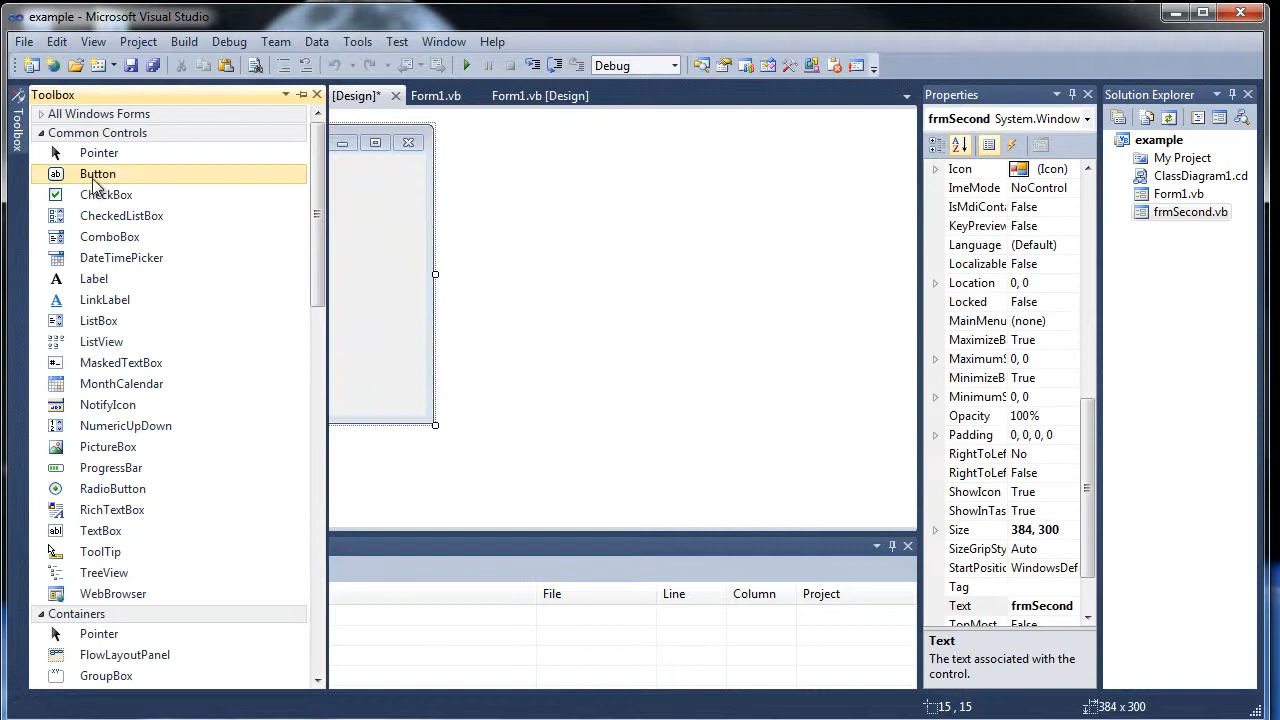 example - Microsoft Visual Studio
File Edit View Project Build Debug Team Data Tools Test Window Help
Debug
Toolbox
Toolbox
All Windows Forms
Common Controls
Pointer
Button
CheckBox
CheckedListBox
ComboBox
DateTimePicker
Label
LinkLabel
ListBox
ListView
MaskedTextBox
MonthCalendar
NotifyIcon
NumericUpDown
PictureBox
ProgressBar
RadioButton
RichTextBox
TextBox
ToolTip
TreeView
WebBrowser
Containers
Pointer
FlowLayoutPanel
GroupBox
[Design]* Form1.vb Form1.vb [Design]
File Line Column Project
Properties
frmSecond System.Window
Icon (Icon)
ImeMode NoControl
IsMdiConta False
KeyPreview False
Language (Default)
Localizable False
Location 0, 0
Locked False
MainMenu (none)
MaximizeB True
MaximumS 0, 0
MinimizeB True
MinimumS 0, 0
Opacity 100%
Padding 0, 0, 0, 0
RightToLef No
RightToLef False
ShowIcon True
ShowInTas True
Size 384, 300
SizeGripSty Auto
StartPositio WindowsDef
Tag
Text frmSecond
TopMost False
Text
The text associated with the
control.
Solution Explorer
example
My Project
ClassDiagram1.cd
Form1.vb
frmSecond.vb
15 , 15 384 x 300